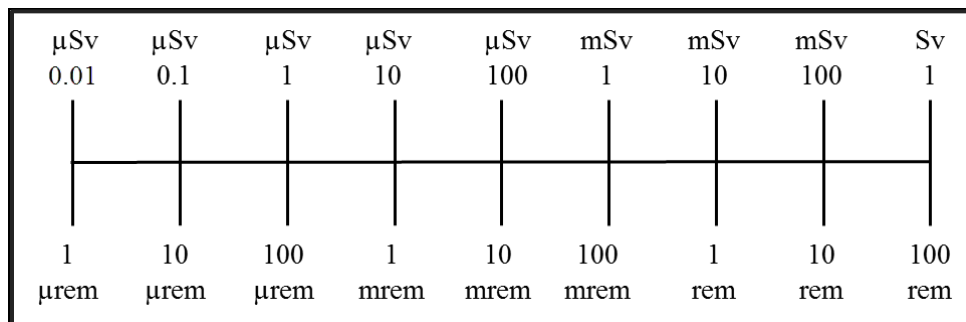 µSv µSv µSv µSv µSv mSv mSv mSv Sv
0.01 0.1 1 10 100 1 10 100 1
1 10 100 1 10 100 1 10 100
µrem µrem µrem mrem mrem mrem rem rem rem